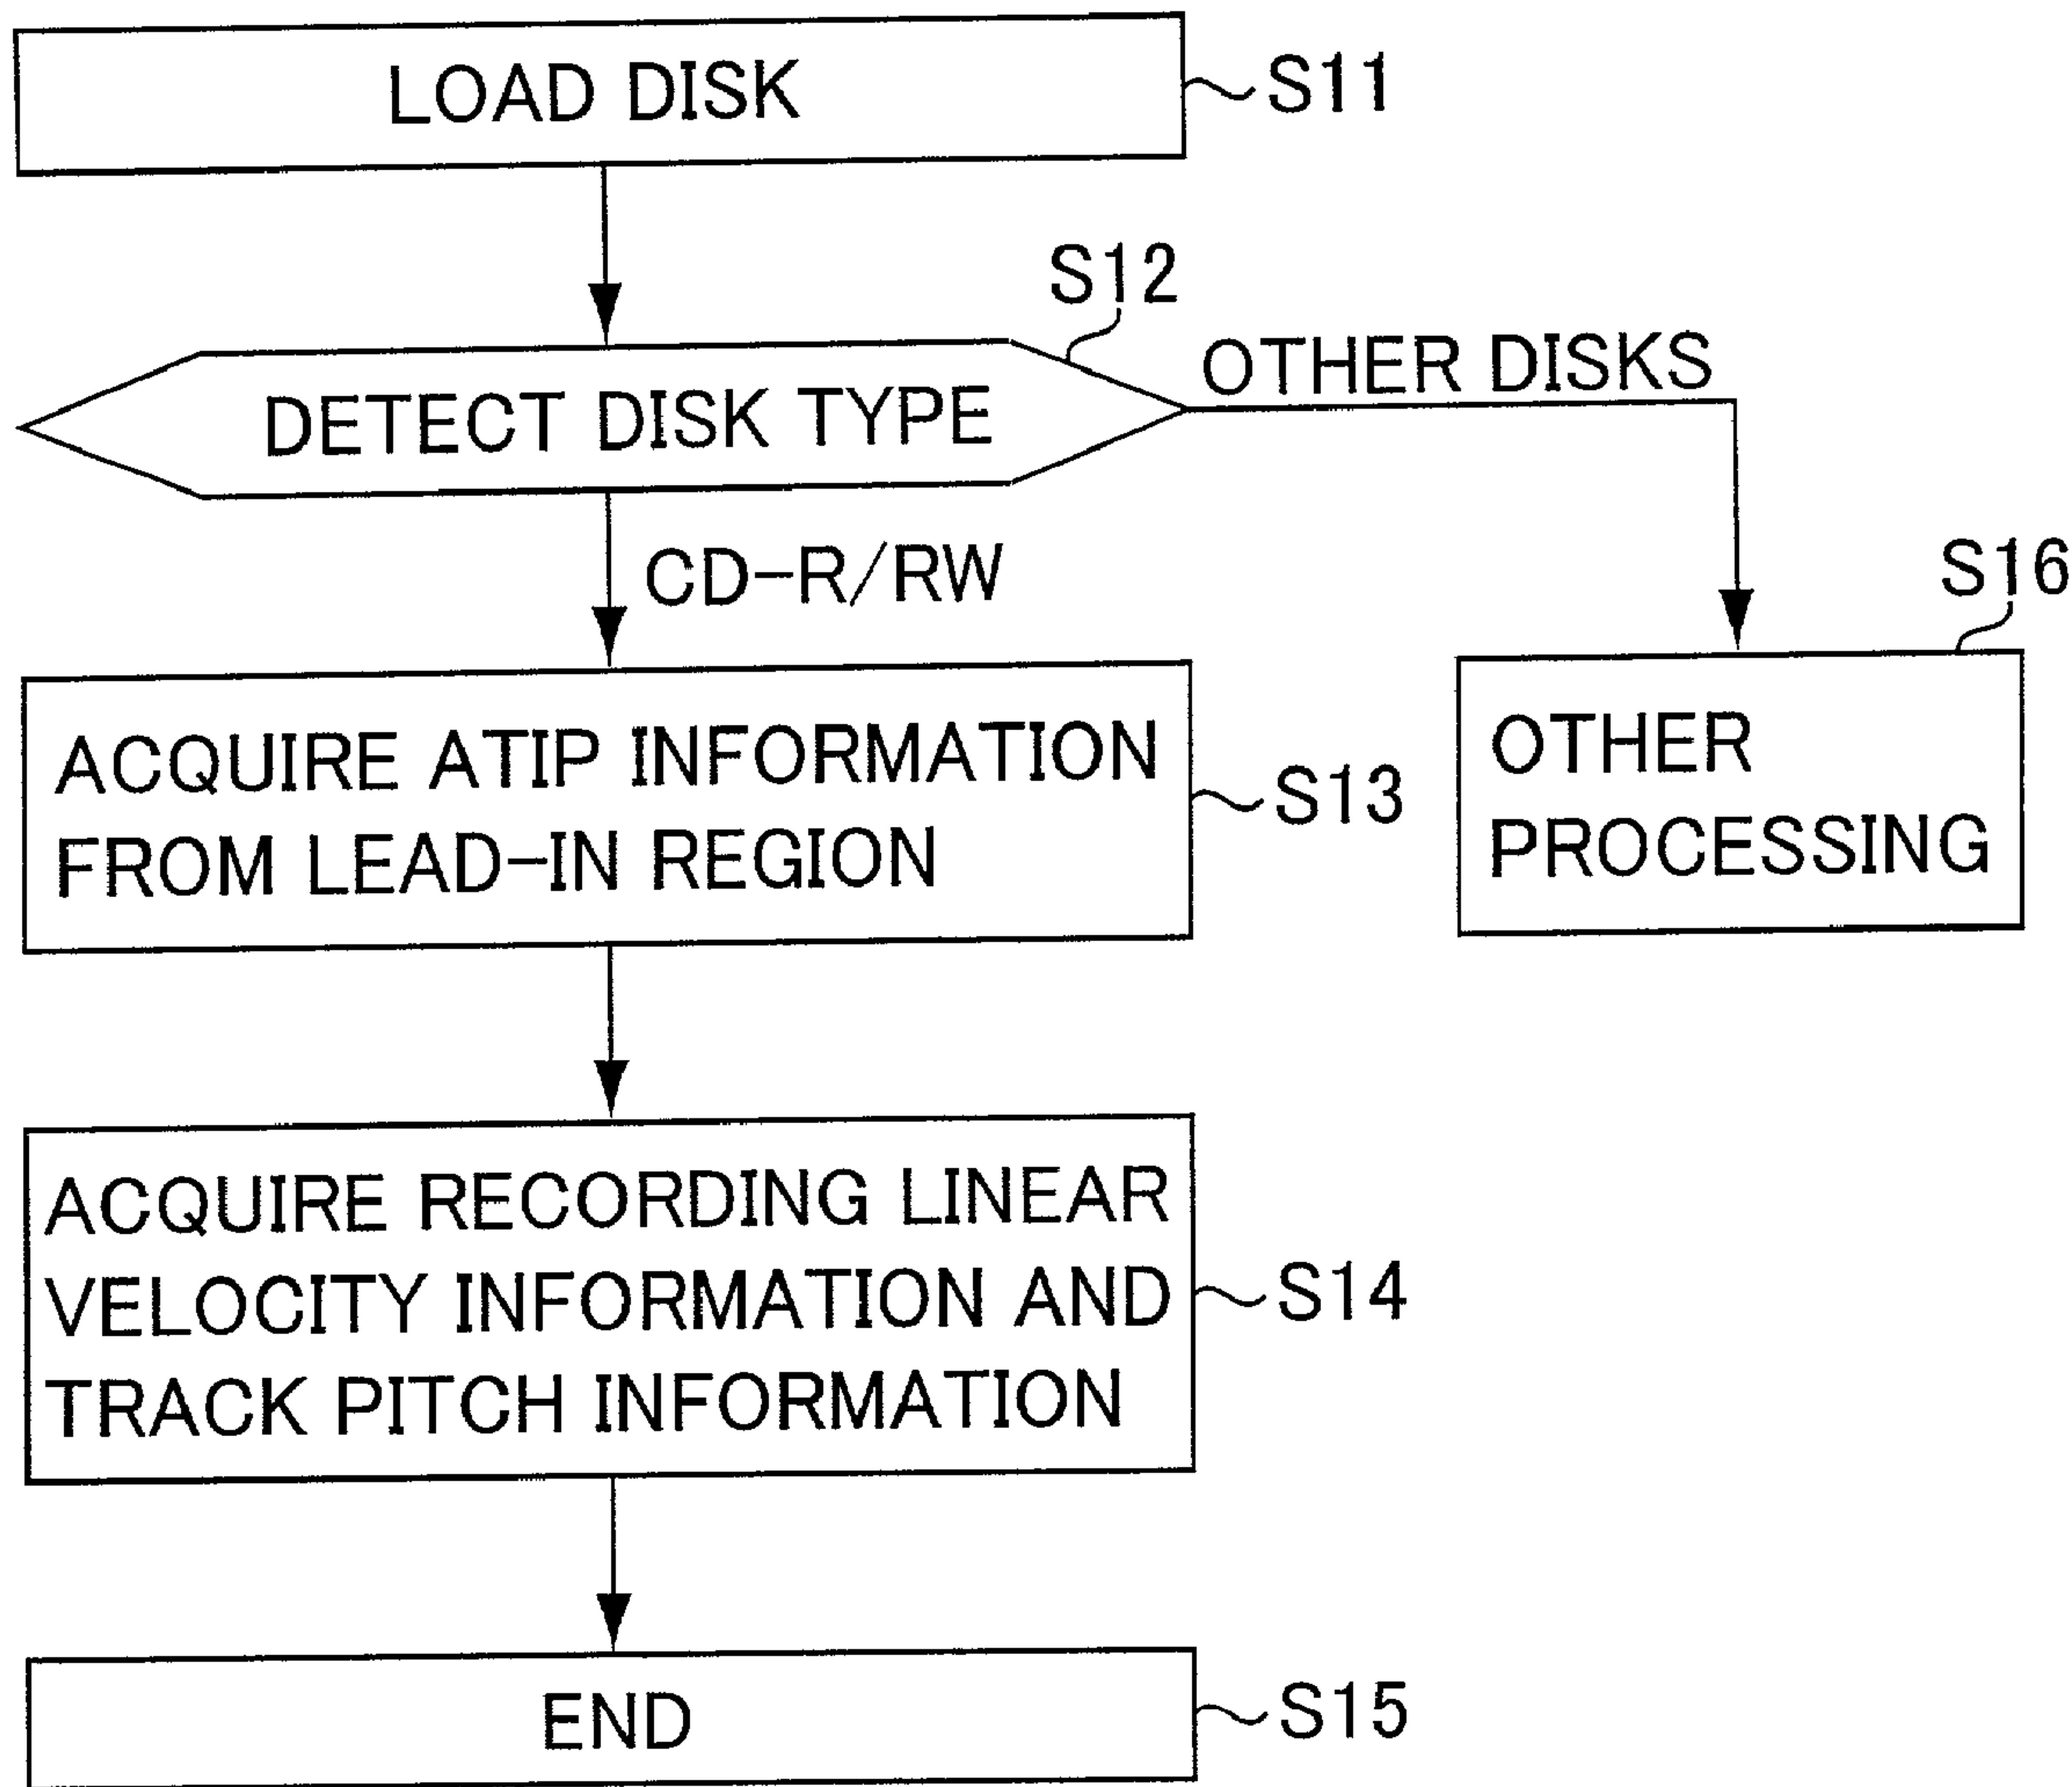 LOAD DISK
S11
S12
DETECT DISK TYPE
OTHER DISKS
CD-R/RW
S16
ACQUIRE ATIP INFORMATION
FROM LEAD-IN REGION
S13
OTHER
PROCESSING
ACQUIRE RECORDING LINEAR
VELOCITY INFORMATION AND
TRACK PITCH INFORMATION
S14
END
S15